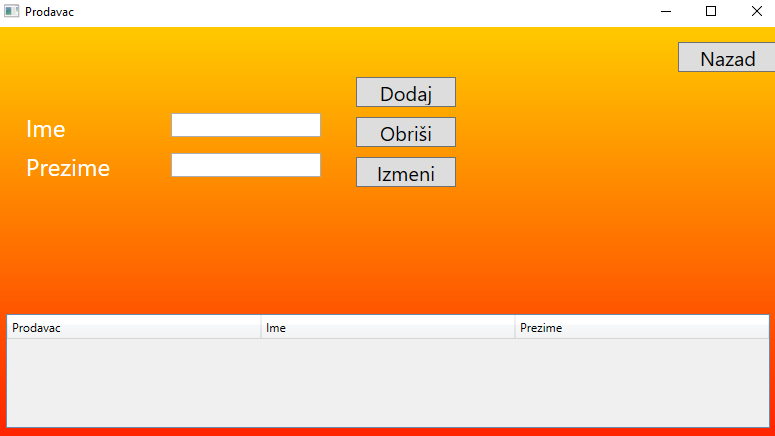 Prodavac
Nazad
Dodaj
Ime
Obriši
Prezime
Izmeni
Prodavac Ime Prezime